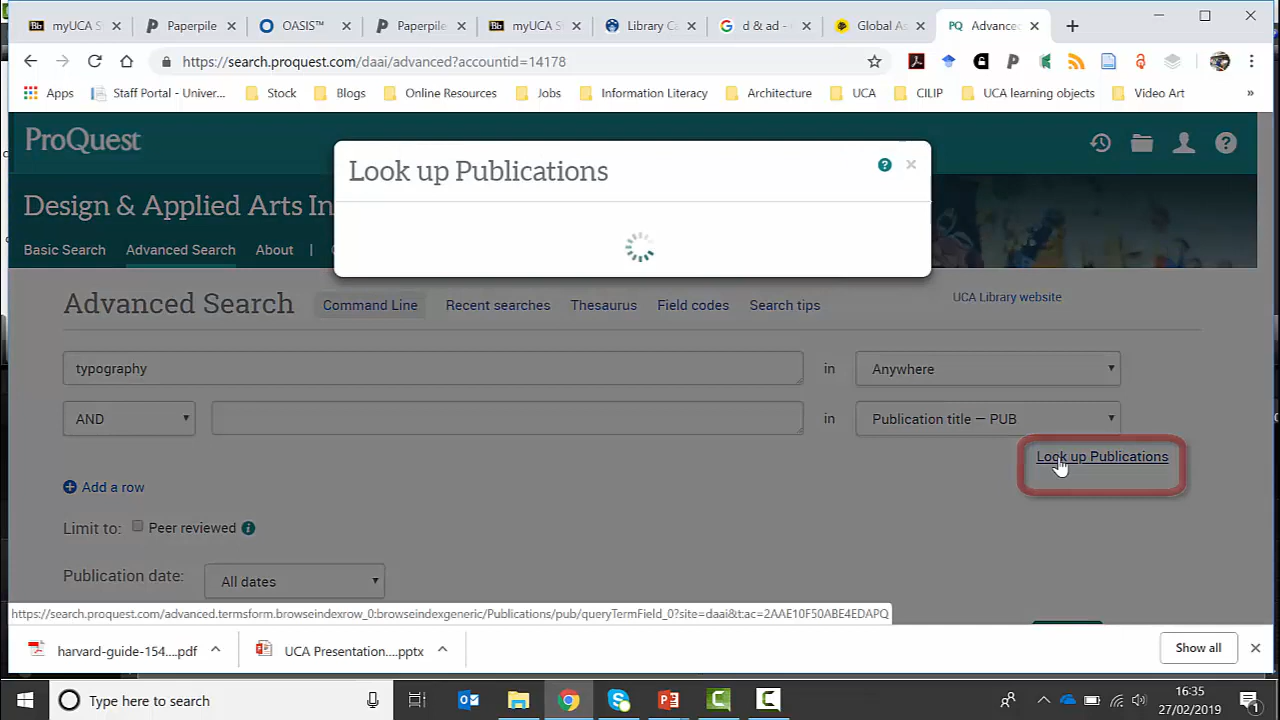 myUCA S
Paperpile
OASIS™
Paperpile
myUCA S
Library Ca
d & ad -
Global As
PQ Advanced
https://search.proquest.com/daai/advanced?accountid=14178
Apps
Staff Portal - Univer...
Stock
Blogs
Online Resources
Jobs
Information Literacy
Architecture
UCA
CILIP
UCA learning objects
Video Art
»
ProQuest
Look up Publications
Design & Applied Arts In
Basic Search Advanced Search About |
Advanced Search Command Line Recent searches Thesaurus Field codes Search tips
UCA Library website
typography in Anywhere
AND in Publication title — PUB
Look up Publications
Add a row
Limit to: Peer reviewed
Publication date: All dates
https://search.proquest.com/advanced.termsform.browseindexrow_0:browseindexgeneric/Publications/pub/queryTermField_0?site=daai&t:ac=2AAE10F50ABE4EDAPQ
harvard-guide-154....pdf
UCA Presentation....pptx
Show all
Type here to search
16:35
27/02/2019